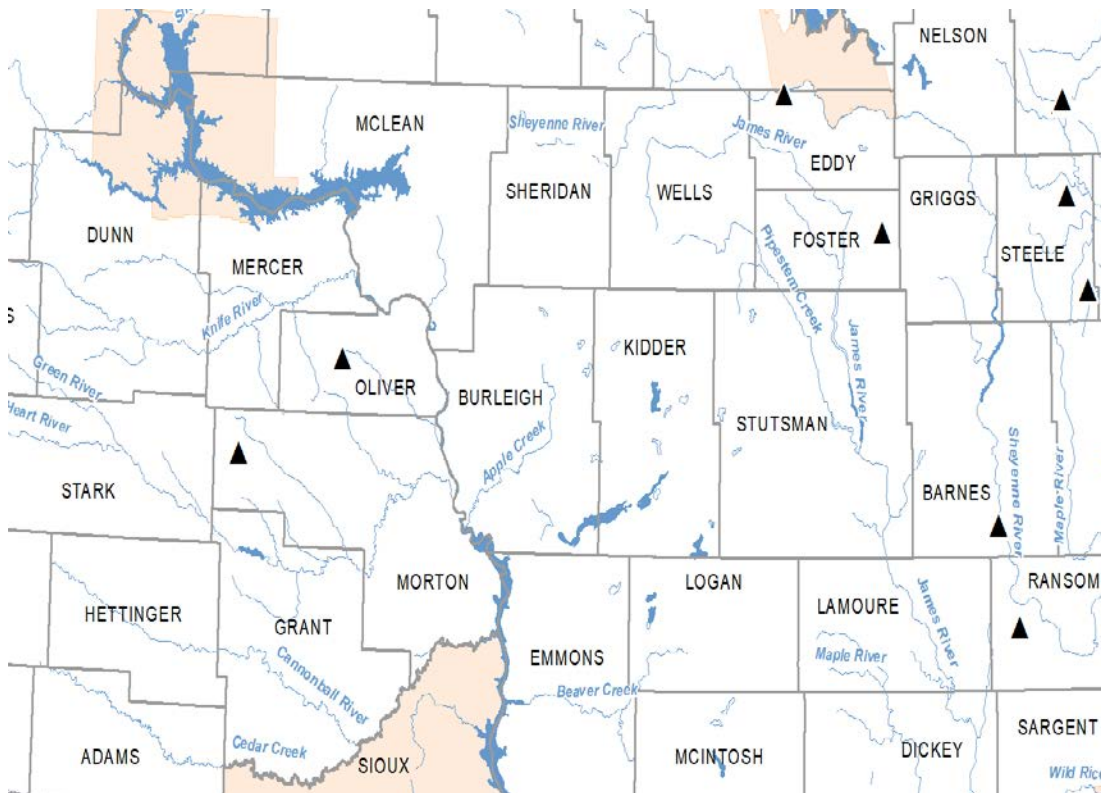 NELSON
MCLEAN
Sheyenne River
James River
EDDY
SHERIDAN
WELLS
GRIGGS
DUNN
FOSTER
STEELE
MERCER
Pipestem Creek
Knife River
James River
KIDDER
Green River
OLIVER
BURLEIGH
Heart River
STUTSMAN
Apple Creek
Sheyenne River
Maple River
STARK
BARNES
MORTON
LOGAN
RANSOM
HETTINGER
GRANT
LAMOURE
James River
EMMONS
Maple River
Cannonball River
Beaver Creek
SARGENT
Cedar Creek
ADAMS
SIOUX
MCINTOSH
DICKEY
Wild Rice